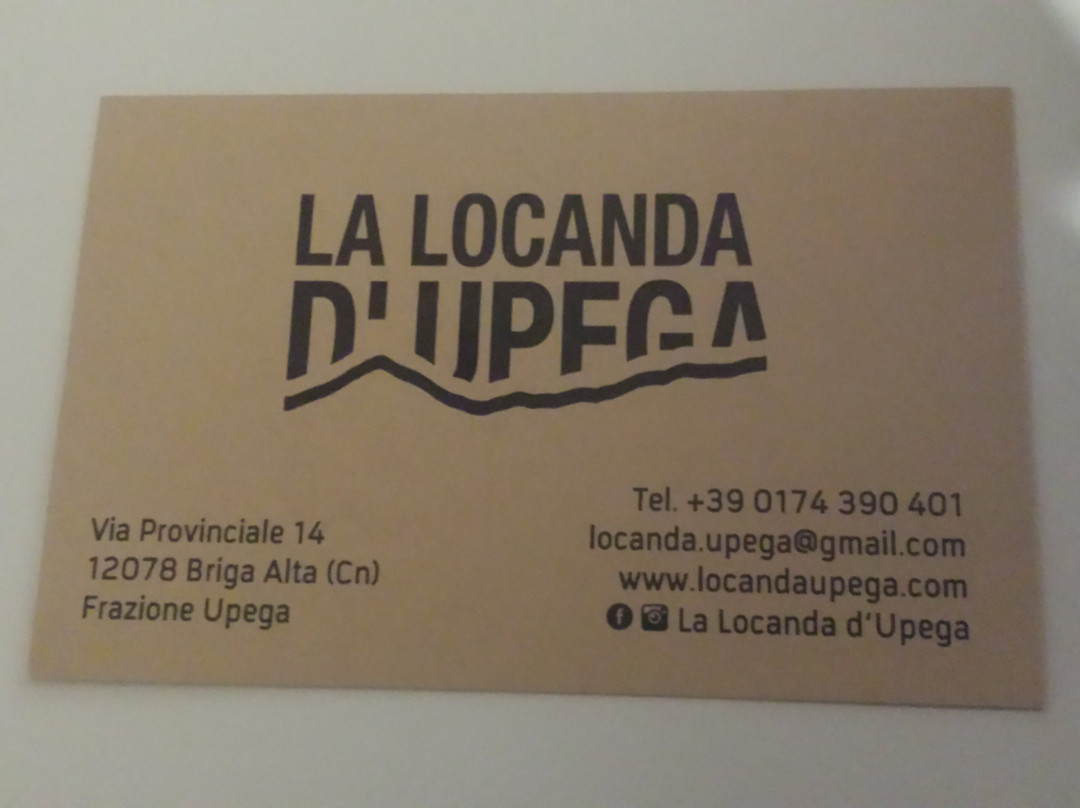 LA LOCANDA
D'UPEGA
Via Provinciale 14
12078 Briga Alta (Cn)
Frazione Upega
Tel. +39 0174 390 401
locanda.upega@gmail.com
www.locandaupega.com
La Locanda d'Upega